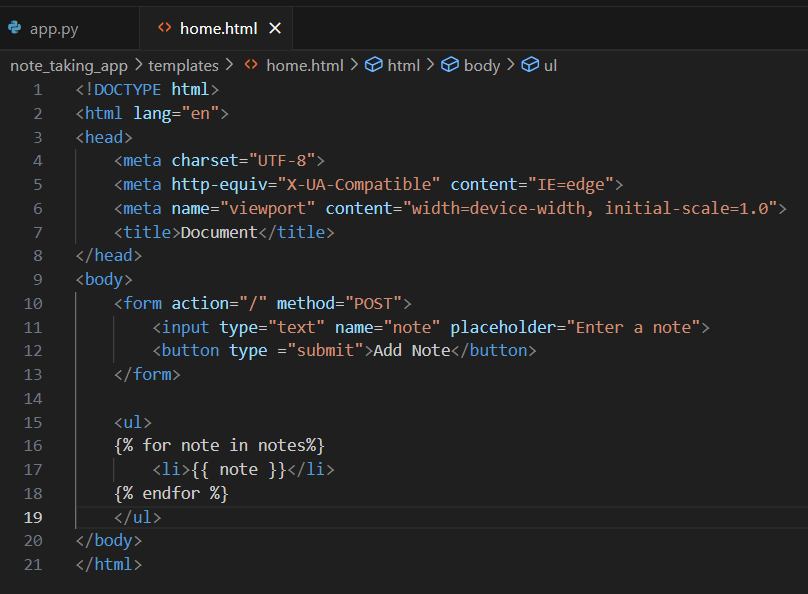 app.py
home.html
note_taking_app > templates > home.html > html > body > ul
1 <!DOCTYPE html>
2 <html lang="en">
3 <head>
4     <meta charset="UTF-8">
5     <meta http-equiv="X-UA-Compatible" content="IE=edge">
6     <meta name="viewport" content="width=device-width, initial-scale=1.0">
7     <title>Document</title>
8 </head>
9 <body>
10     <form action="/" method="POST">
11         <input type="text" name="note" placeholder="Enter a note">
12         <button type ="submit">Add Note</button>
13     </form>
14
15     <ul>
16     {% for note in notes%}
17         <li>{{ note }}</li>
18     {% endfor %}
19     </ul>
20 </body>
21 </html>